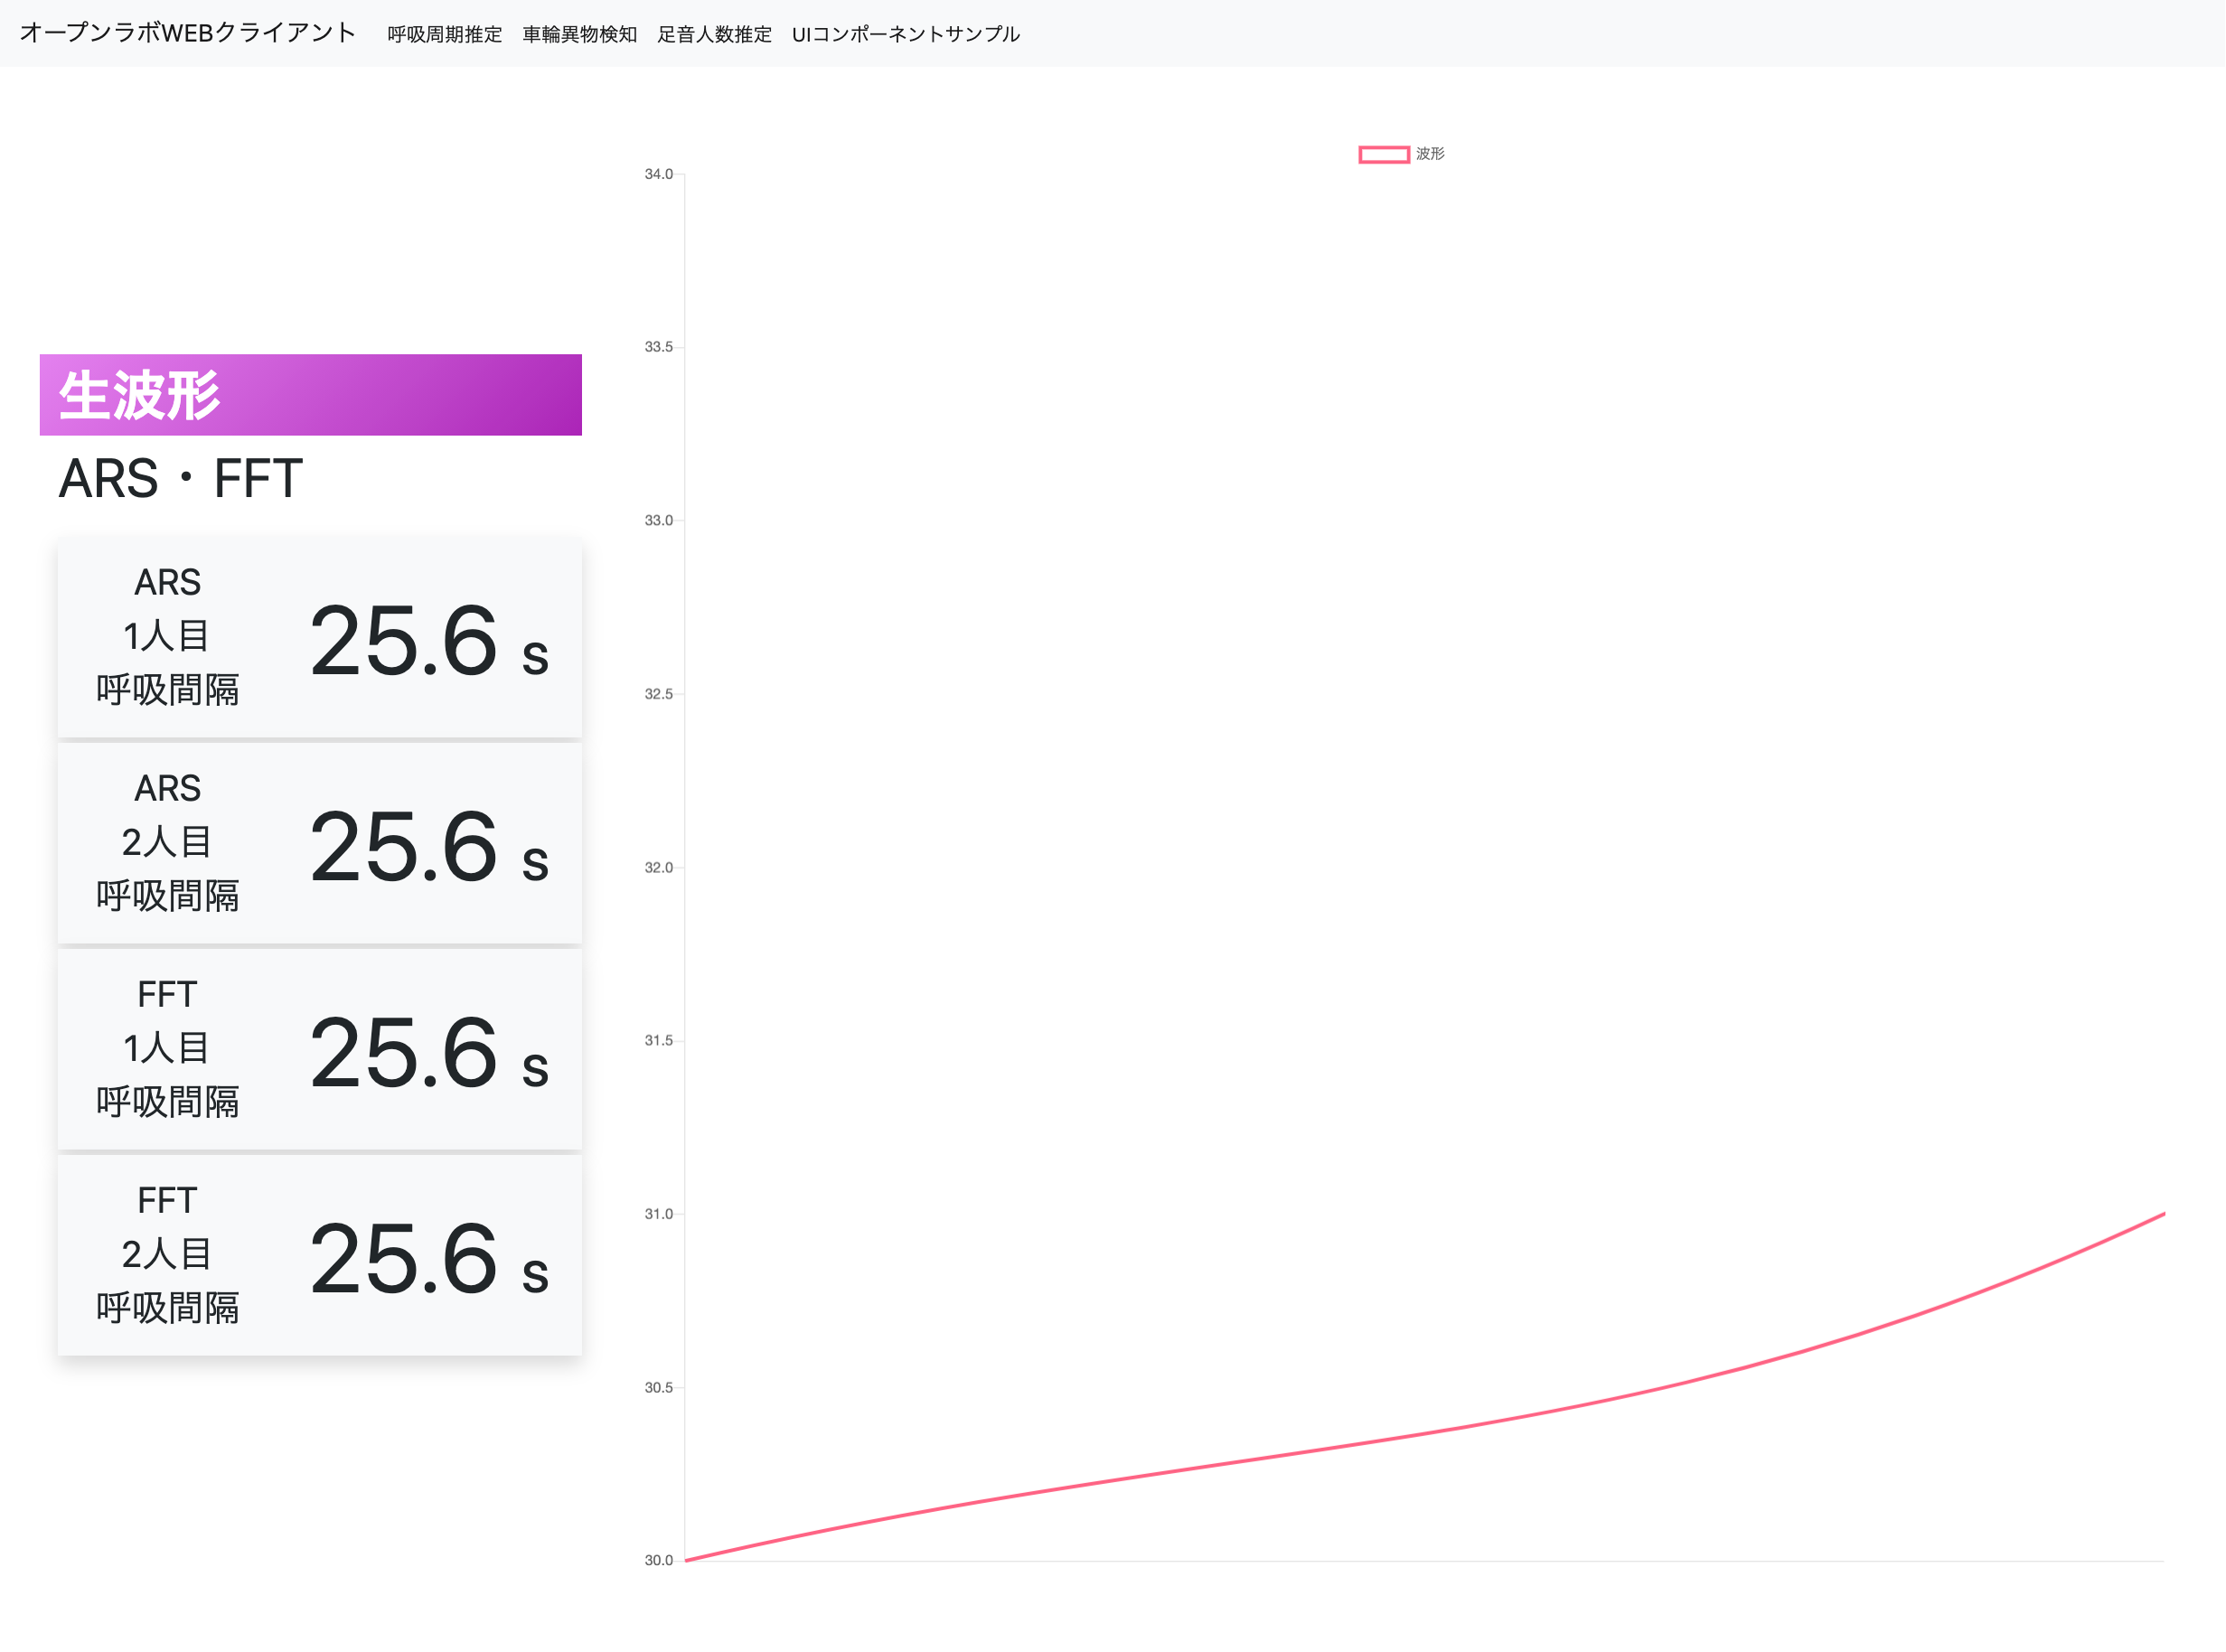 オープンラボWEBクライアント 呼吸周期推定 車輪異物検知 足音人数推定 UIコンポーネントサンプル
生波形
ARS・FFT
ARS
1人目
呼吸間隔
25.6 s
ARS
2人目
呼吸間隔
25.6 s
FFT
1人目
呼吸間隔
25.6 s
FFT
2人目
呼吸間隔
25.6 s
波形
34.0
33.5
33.0
32.5
32.0
31.5
31.0
30.5
30.0